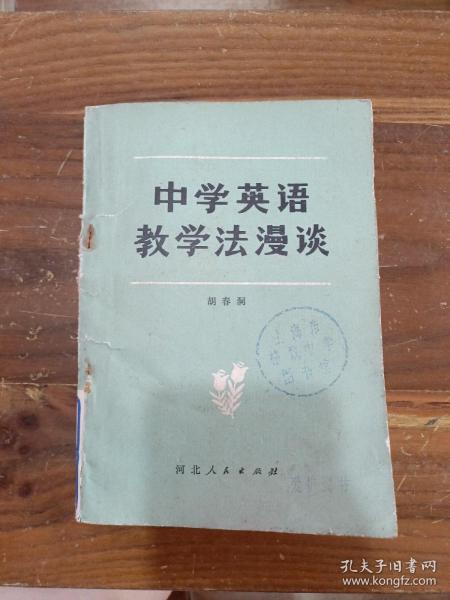 中学英语
教学法漫谈
胡春洞
河北人民出版社
孔夫子旧书网
www.kongfz.com